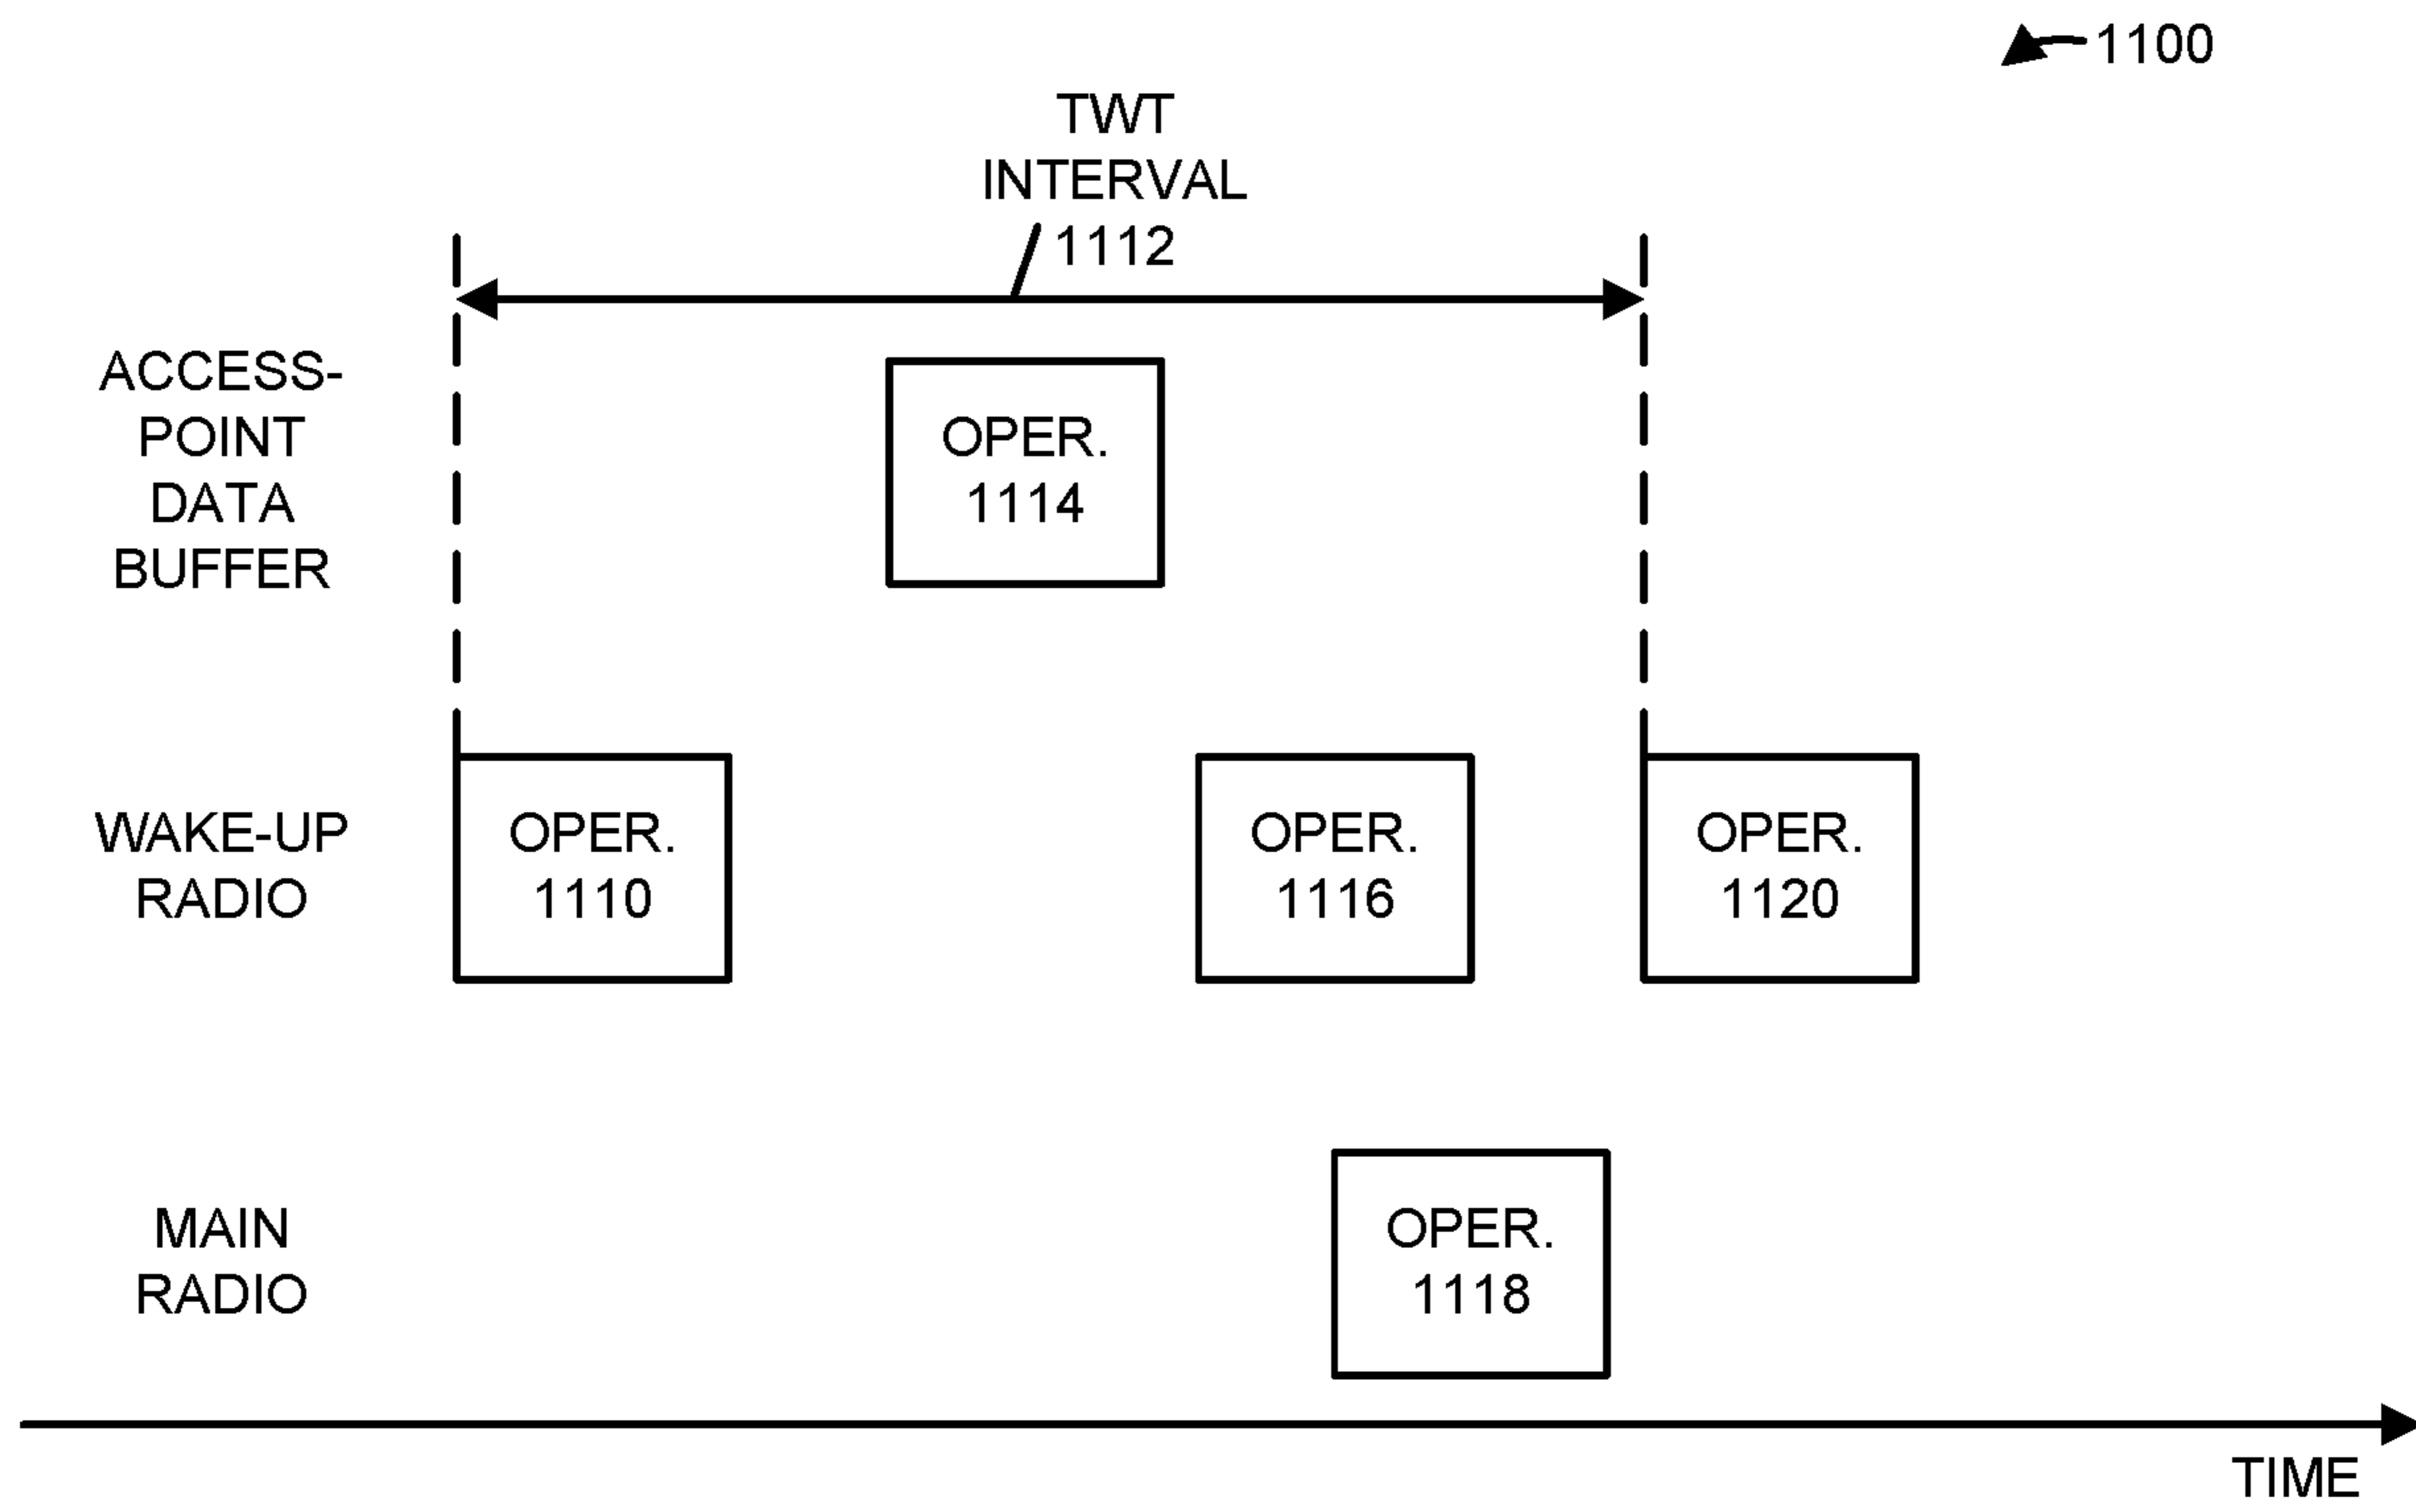 1100
TWT
INTERVAL
1112
ACCESS-
POINT
DATA
BUFFER
OPER.
1114
WAKE-UP
RADIO
OPER.
1110
OPER.
1116
OPER.
1120
MAIN
RADIO
OPER.
1118
TIME